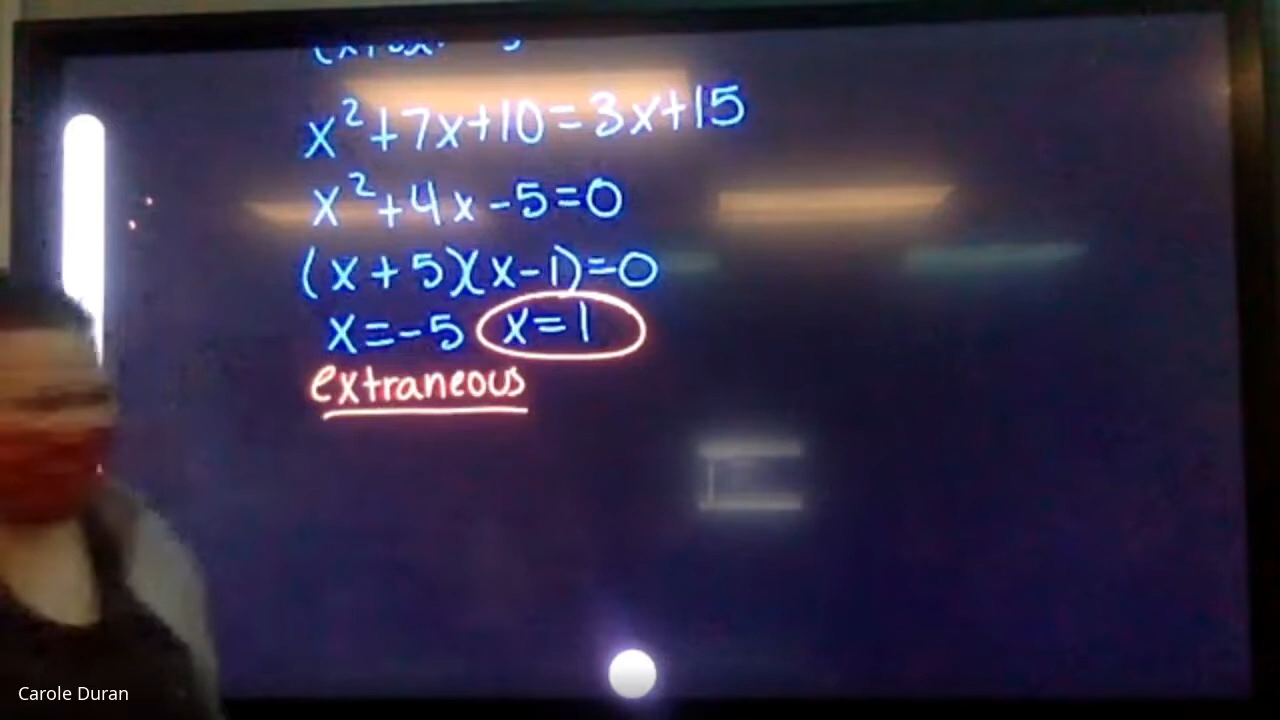 x²+7x+10=3x+15
x²+4x-5=0
(x+5)(x-1)=0
x=-5 x=1
extraneous
Carole Duran